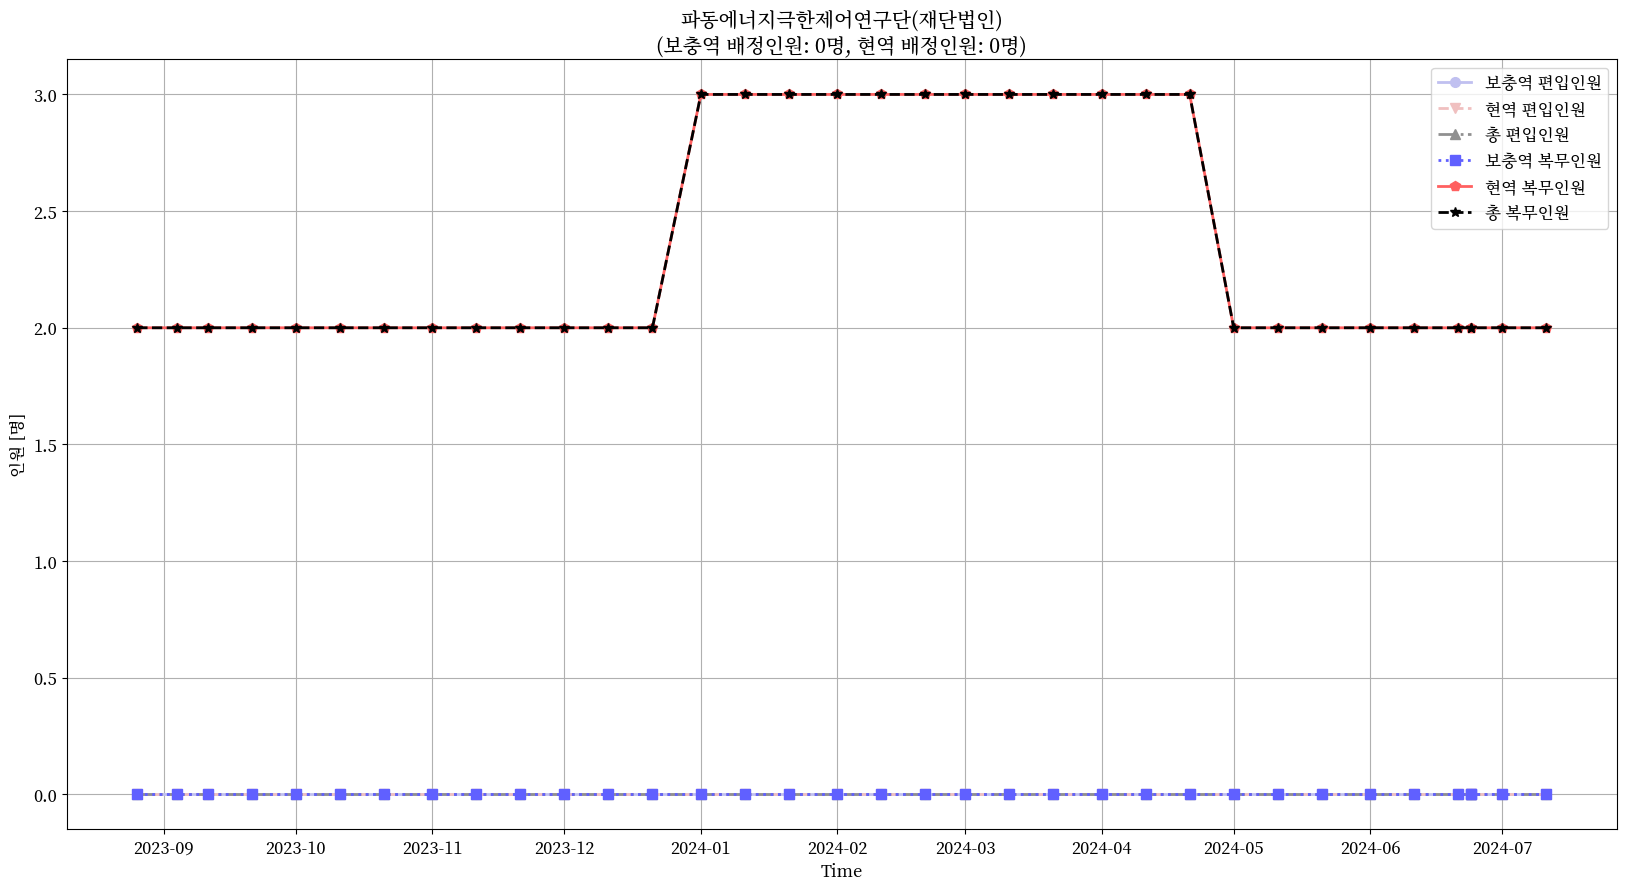 파동에너지극한제어연구단(재단법인)
(보충역 배정인원: 0명, 현역 배정인원: 0명)
보충역 편입인원
현역 편입인원
총 편입인원
보충역 복무인원
현역 복무인원
총 복무인원
인원 [명]
3.0
2.5
2.0
1.5
1.0
0.5
0.0
2023-09 2023-10 2023-11 2023-12 2024-01 2024-02 2024-03 2024-04 2024-05 2024-06 2024-07
Time